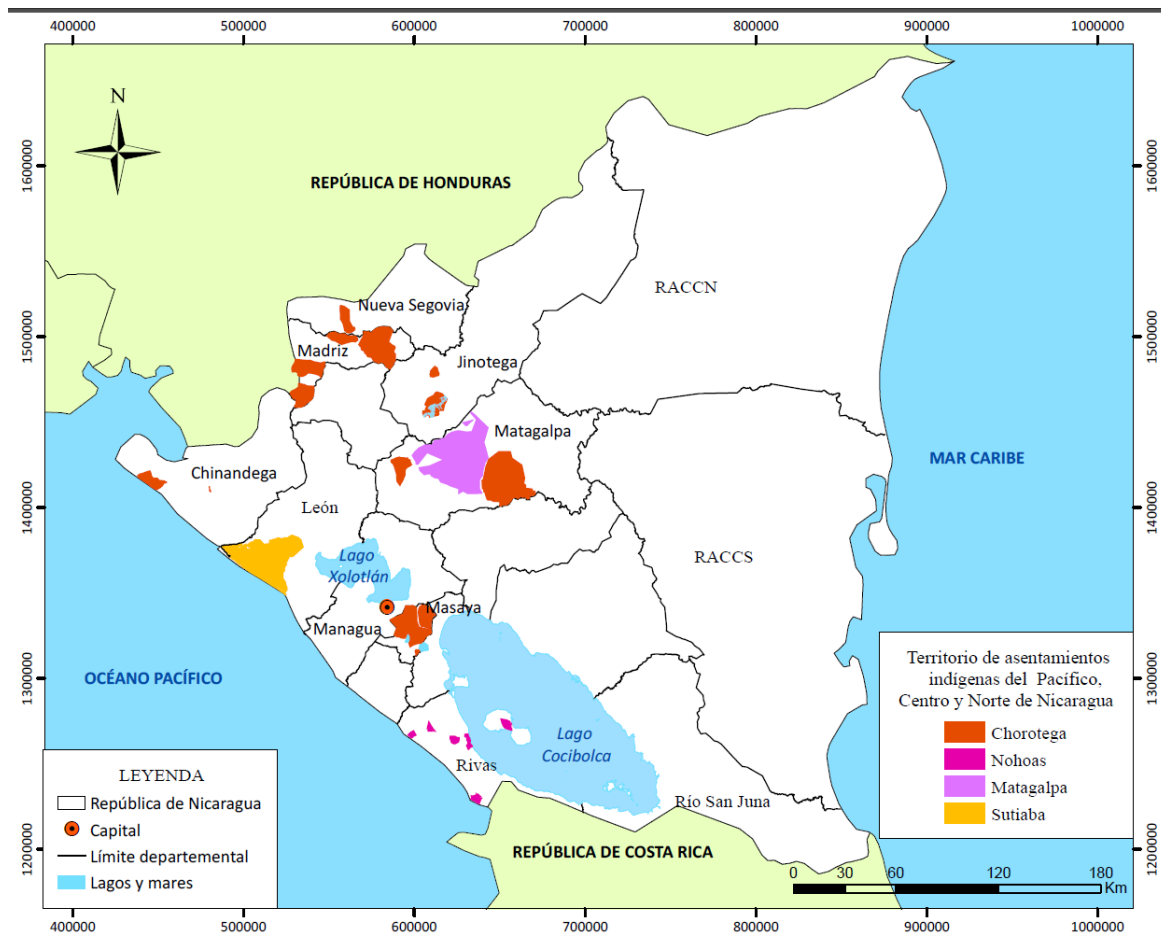 400000 500000 600000 700000 800000 900000 1000000
N
1600000
1600000
REPÚBLICA DE HONDURAS
RACCN
Nueva Segovia
1500000
1500000
Madriz
Jinotega
Matagalpa
MAR CARIBE
Chinandega
1400000
1400000
León
RACCS
Lago
Xolotlán
Masaya
Managua
OCÉANO PACÍFICO
1300000
1300000
Lago
Cocibolca
Rivas
Río San Juna
REPÚBLICA DE COSTA RICA
1200000
1200000
LEYENDA
República de Nicaragua
Capital
Límite departemental
Lagos y mares
Territorio de asentamientos
indígenas del Pacífico,
Centro y Norte de Nicaragua
Chorotega
Nohoas
Matagalpa
Sutiaba
0 30 60 120 180
Km
400000 500000 600000 700000 800000 900000 1000000